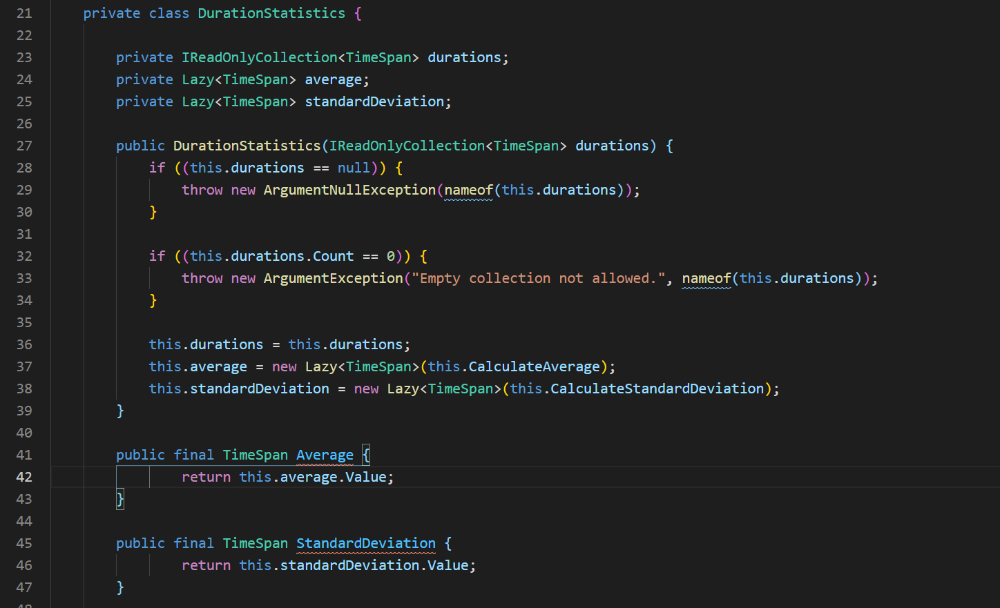 21 private class DurationStatistics {
22
23 private IReadOnlyCollection<TimeSpan> durations;
24 private Lazy<TimeSpan> average;
25 private Lazy<TimeSpan> standardDeviation;
26
27 public DurationStatistics(IReadOnlyCollection<TimeSpan> durations) {
28 if ((this.durations == null)) {
29 throw new ArgumentNullException(nameof(this.durations));
30 }
31
32 if ((this.durations.Count == 0)) {
33 throw new ArgumentException("Empty collection not allowed.", nameof(this.durations));
34 }
35
36 this.durations = this.durations;
37 this.average = new Lazy<TimeSpan>(this.CalculateAverage);
38 this.standardDeviation = new Lazy<TimeSpan>(this.CalculateStandardDeviation);
39 }
40
41 public final TimeSpan Average {
42 return this.average.Value;
43 }
44
45 public final TimeSpan StandardDeviation {
46 return this.standardDeviation.Value;
47 }